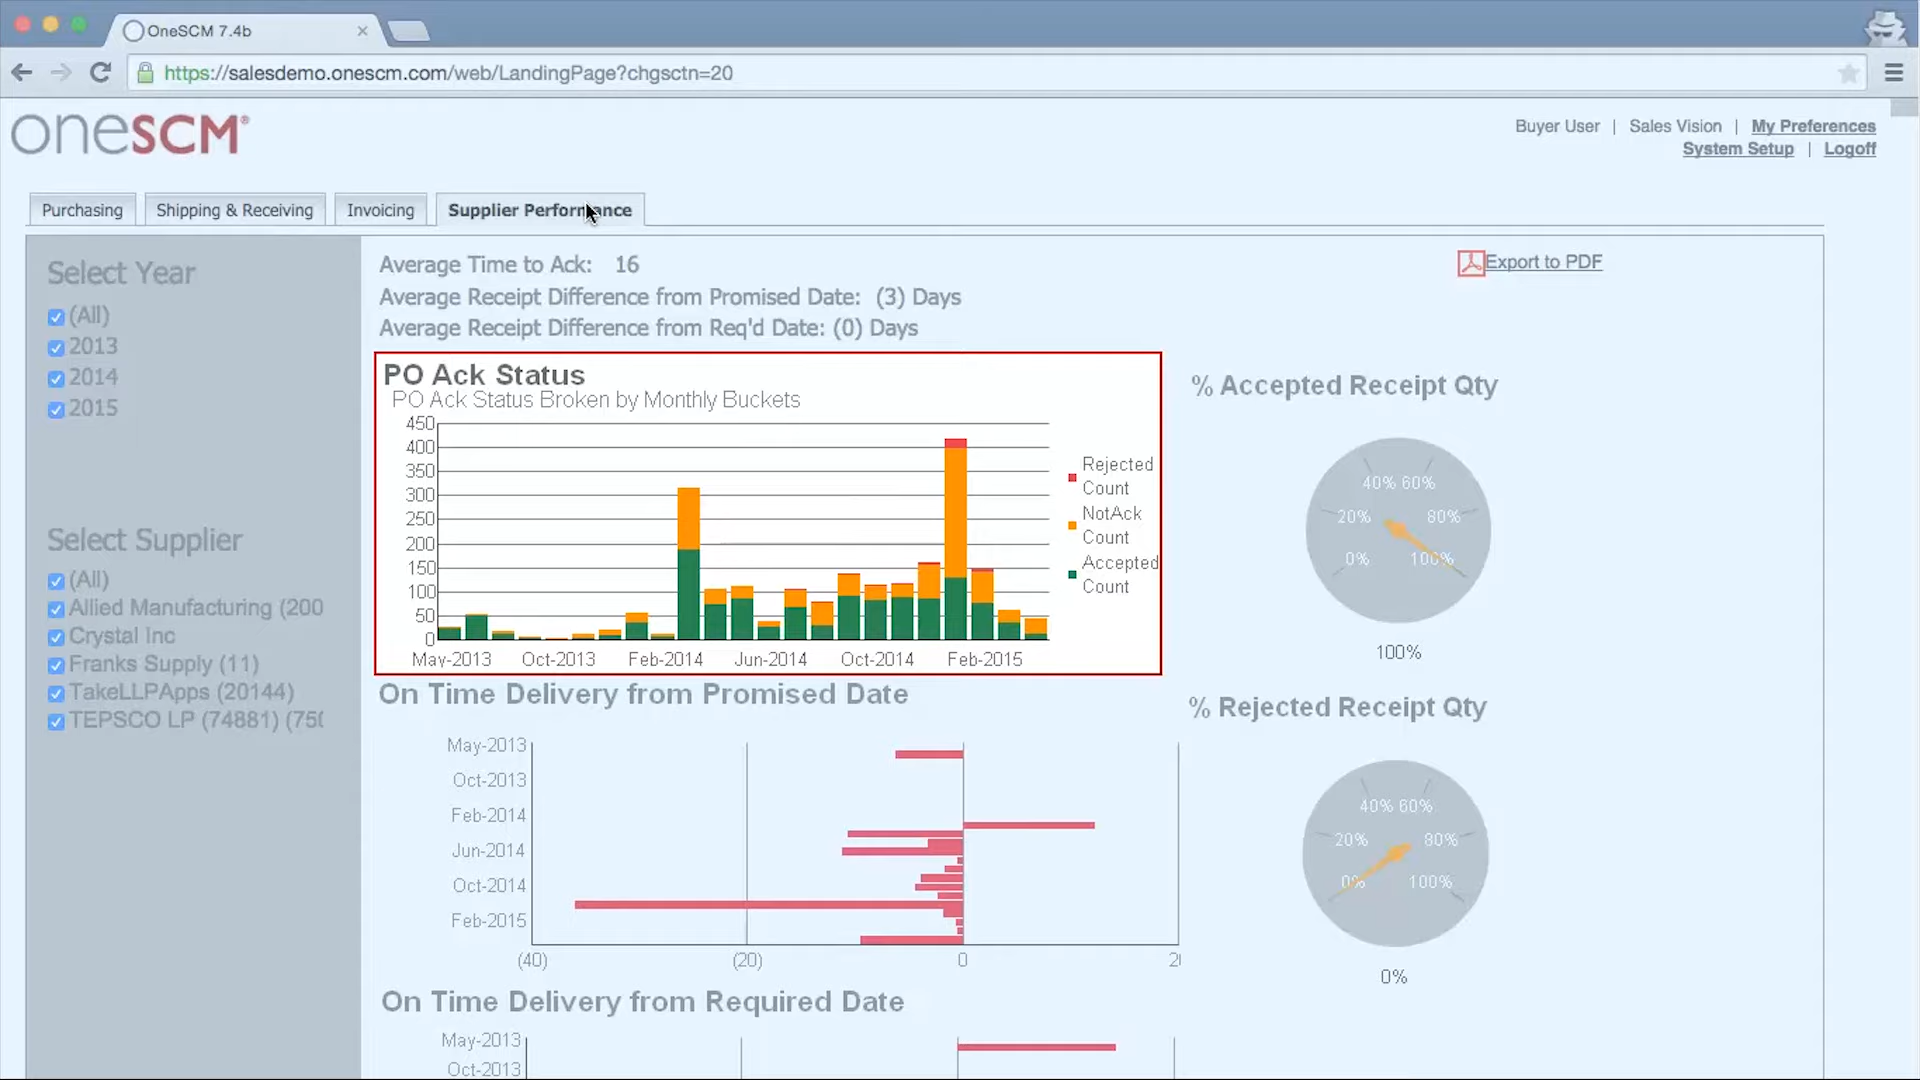 OneSCM 7.4b
https://salesdemo.onescm.com/web/LandingPage?chgsctn=20
oneSCM®
Buyer User | Sales Vision | My Preferences
System Setup | Logoff
Purchasing
Shipping & Receiving
Invoicing
Supplier Performance
Select Year
(All)
2013
2014
2015
Select Supplier
(All)
Allied Manufacturing (200
Crystal Inc
Franks Supply (11)
TakeLLPApps (20144)
TEPSCO LP (74881) (750
Average Time to Ack: 16
Average Receipt Difference from Promised Date: (3) Days
Average Receipt Difference from Req'd Date: (0) Days
Export to PDF
PO Ack Status
PO Ack Status Broken by Monthly Buckets
450
400
350
300
250
200
150
100
50
0
May-2013 Oct-2013 Feb-2014 Jun-2014 Oct-2014 Feb-2015
Rejected
Count
NotAck
Count
Accepted
Count
% Accepted Receipt Qty
40% 60%
20% 80%
0% 100%
100%
On Time Delivery from Promised Date
May-2013
Oct-2013
Feb-2014
Jun-2014
Oct-2014
Feb-2015
(40) (20) 0 2
% Rejected Receipt Qty
40% 60%
20% 80%
0% 100%
0%
On Time Delivery from Required Date
May-2013
Oct-2013